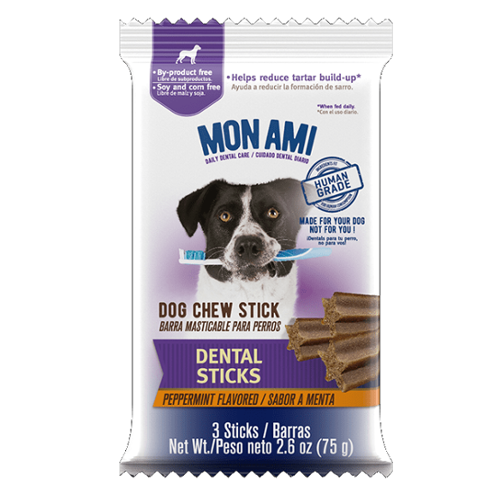 • By-product free
Libre de subproductos.
• Soy and corn free
Libre de maíz y soja.
• Helps reduce tartar build-up*
Ayuda a reducir la formación de sarro.
*When fed daily.
*Con el uso diario.
MON AMI
DAILY DENTAL CARE / CUIDADO DENTAL DIARIO
HUMAN
GRADE
MADE FOR YOUR DOG
NOT FOR YOU !
no para vos!
DOG CHEW STICK
BARRA MASTICABLE PARA PERROS
DENTAL
STICKS
PEPPERMINT FLAVORED / SABOR A MENTA
3 Sticks / Barras
Net Wt./Peso neto 2.6 oz (75 g)